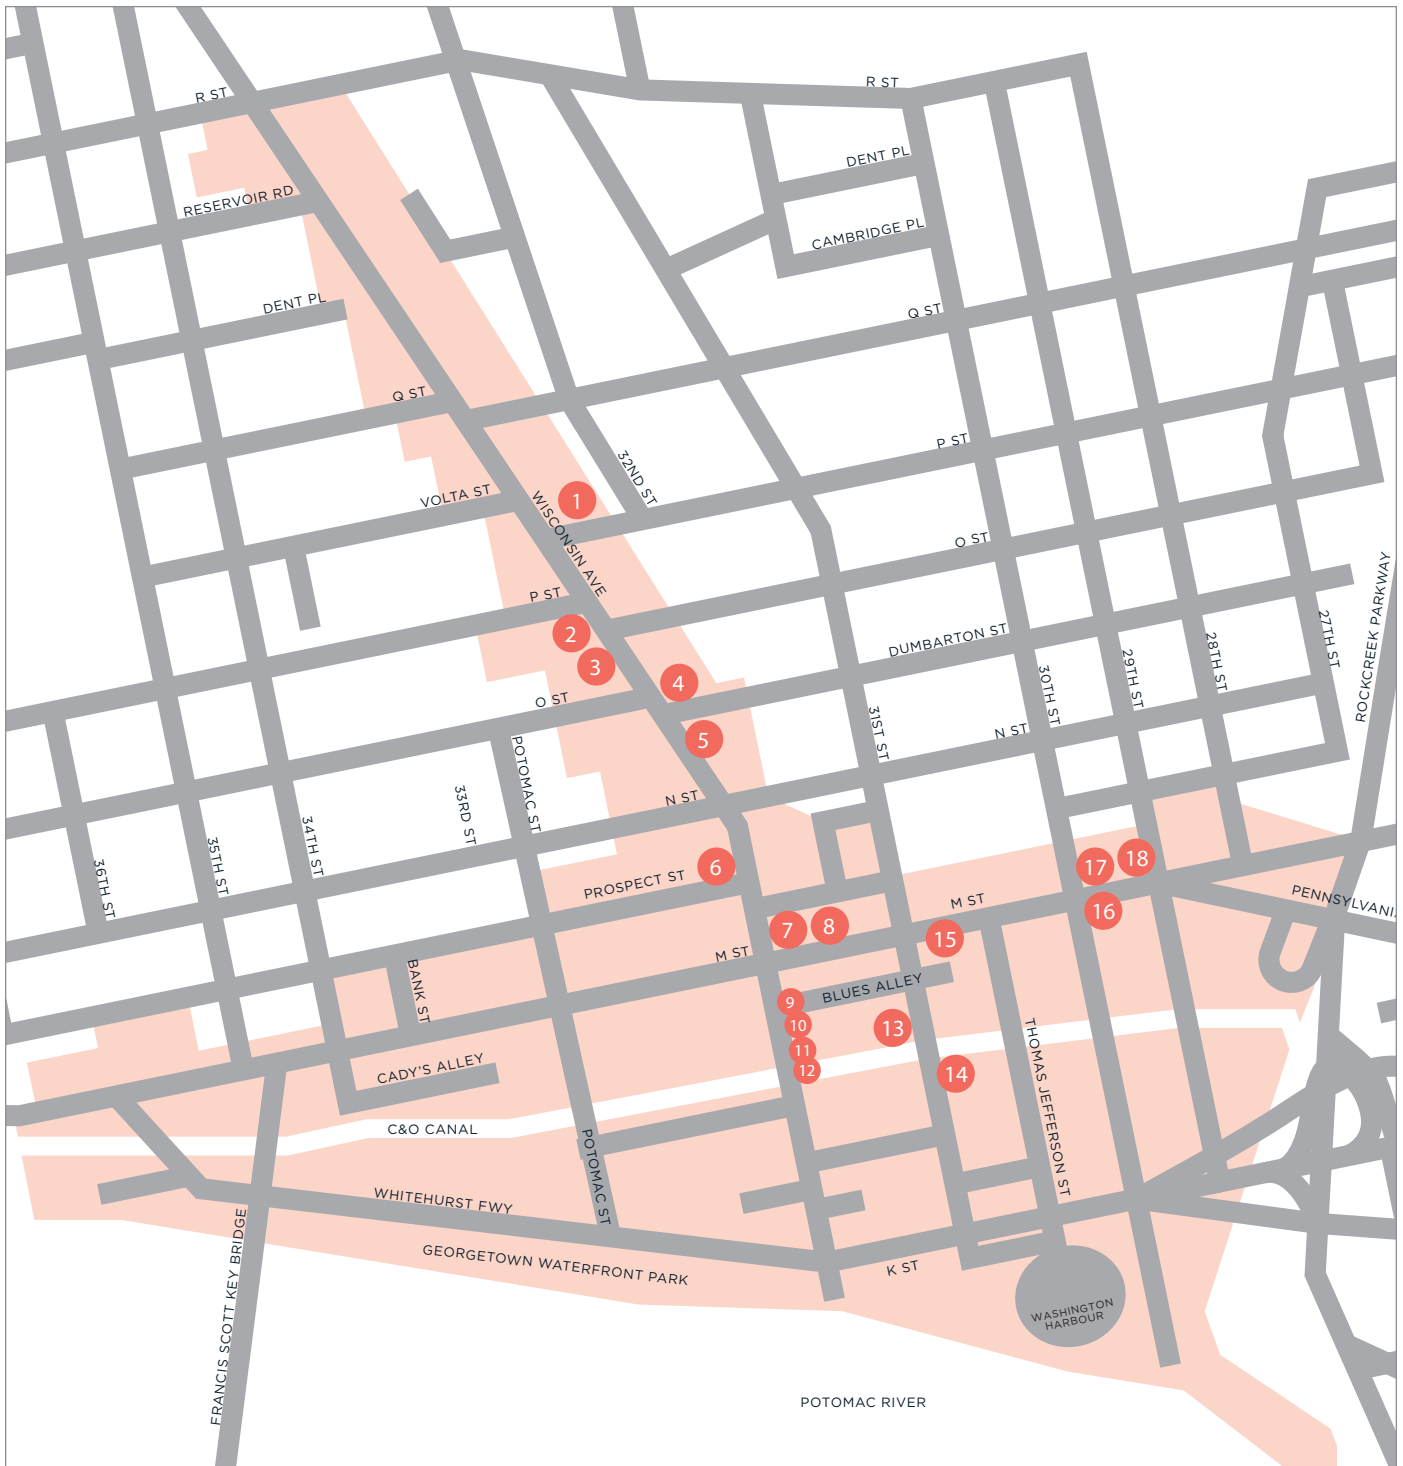 R ST
R ST
DENT PL
RESERVOIR RD
CAMBRIDGE PL
DENT PL
Q ST
Q ST
P ST
32ND ST
VOLTA ST
1
WISCONSIN AVE
O ST
P ST
2
3
DUMBARTON ST
27TH ST
ROCKCREEK PARKWAY
28TH ST
29TH ST
30TH ST
4
O ST
31ST ST
5
N ST
POTOMAC ST
33RD ST
N ST
34TH ST
35TH ST
36TH ST
6
PROSPECT ST
17
18
16
PENNSYLVANI
M ST
7
8
15
M ST
BANK ST
BLUES ALLEY
9
10
11
12
13
14
THOMAS JEFFERSON ST
CADY'S ALLEY
C&O CANAL
POTOMAC ST
WHITEHURST FWY
FRANCIS SCOTT KEY BRIDGE
GEORGETOWN WATERFRONT PARK
K ST
WASHINGTON
HARBOUR
POTOMAC RIVER